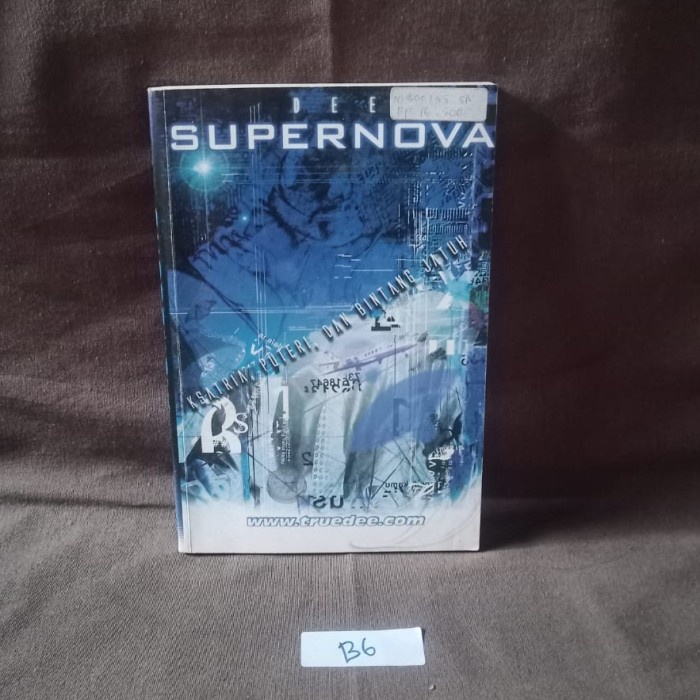 DEE
SUPERNOVA
KSATRIA, PUTERI, DAN BINTANG JATUH
www.truedee.com
B6